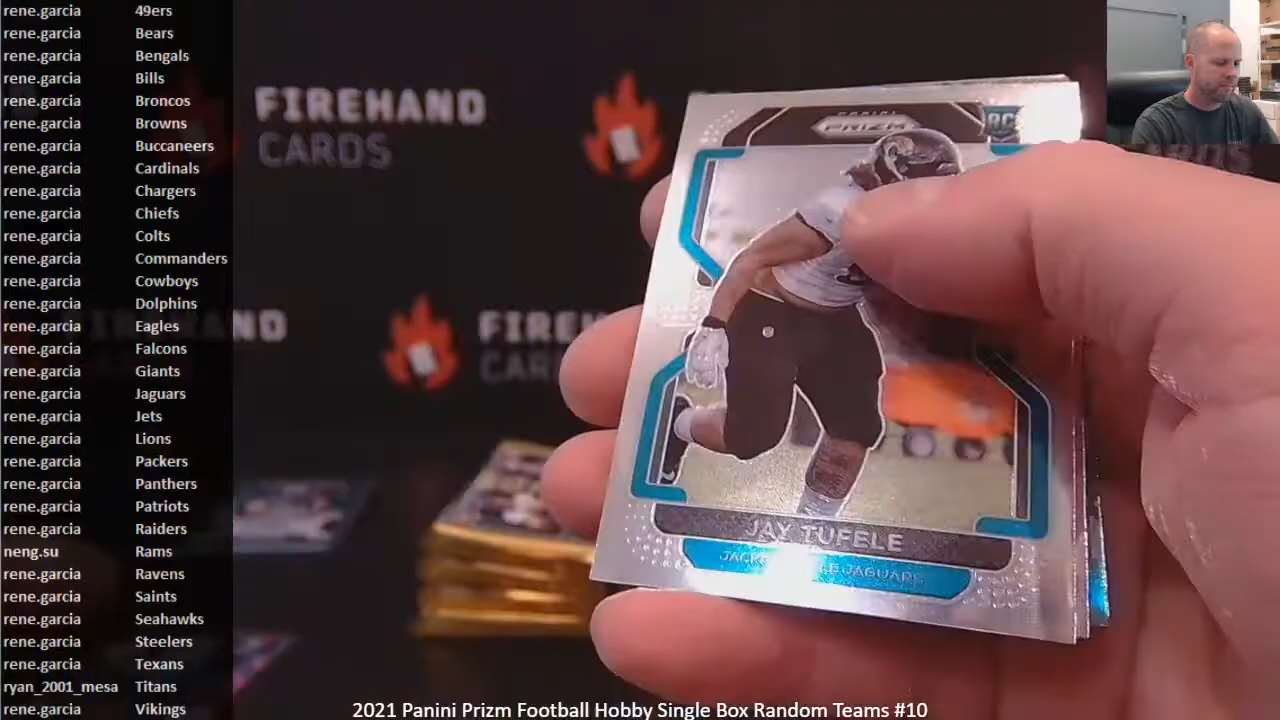 rene.garcia 49ers
rene.garcia Bears
rene.garcia Bengals
rene.garcia Bills
rene.garcia Broncos
rene.garcia Browns
rene.garcia Buccaneers
rene.garcia Cardinals
rene.garcia Chargers
rene.garcia Chiefs
rene.garcia Colts
rene.garcia Commanders
rene.garcia Cowboys
rene.garcia Dolphins
rene.garcia Eagles
rene.garcia Falcons
rene.garcia Giants
rene.garcia Jaguars
rene.garcia Jets
rene.garcia Lions
rene.garcia Packers
rene.garcia Panthers
rene.garcia Patriots
rene.garcia Raiders
neng.su Rams
rene.garcia Ravens
rene.garcia Saints
rene.garcia Seahawks
rene.garcia Steelers
rene.garcia Texans
ryan_2001_mesa Titans
rene.garcia Vikings
FIREHAND
CARDS
PANINI
PRIZM
RC
JAY TUFELE
JAGUARS
2021 Panini Prizm Football Hobby Single Box Random Teams #10